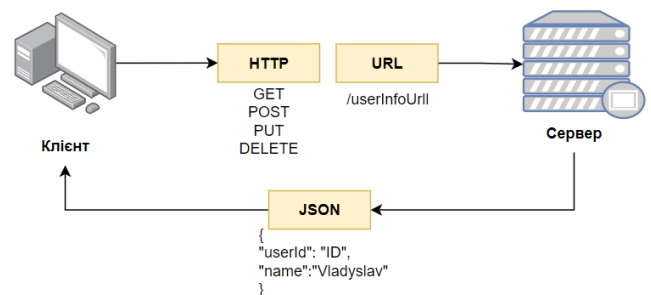 HTTP
URL
GET
POST
PUT
DELETE
/userInfoUrll
Клієнт
Сервер
JSON
{
"userId": "ID",
"name":"Vladyslav"
}